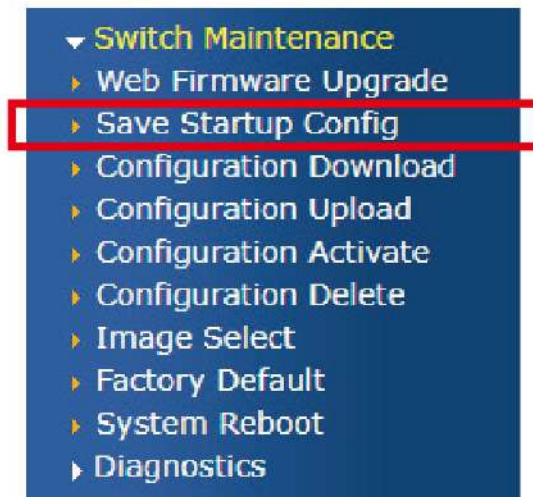 Switch Maintenance
Web Firmware Upgrade
Save Startup Config
Configuration Download
Configuration Upload
Configuration Activate
Configuration Delete
Image Select
Factory Default
System Reboot
Diagnostics